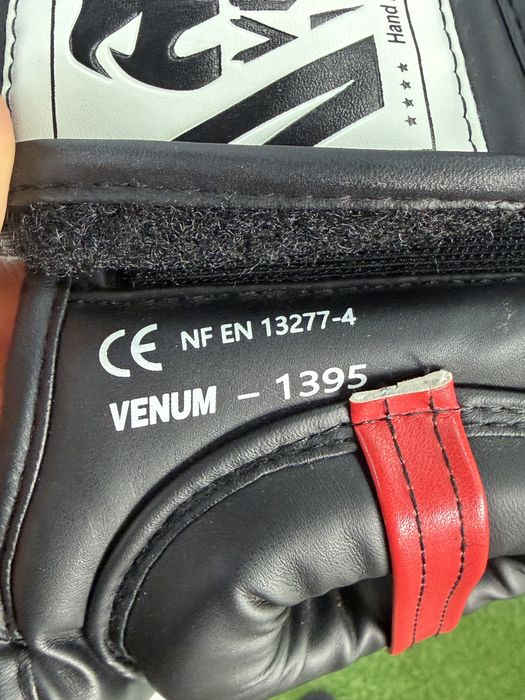 Hand
★★★★
CE NF EN 13277-4
VENUM - 1395